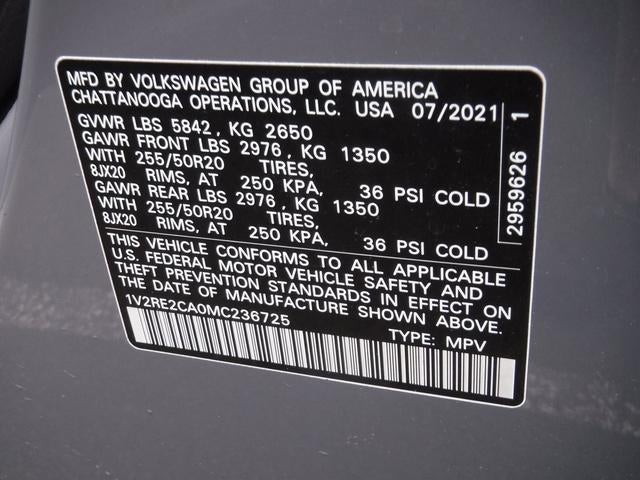 MFD BY VOLKSWAGEN GROUP OF AMERICA
CHATTANOOGA OPERATIONS, LLC. USA 07/2021
GVWR LBS 5842, KG 2650
GAWR FRONT LBS 2976, KG 1350
WITH 255/50R20 TIRES,
8JX20 RIMS, AT 250 KPA, 36 PSI COLD
GAWR REAR LBS 2976, KG 1350
WITH 255/50R20 TIRES,
8JX20 RIMS, AT 250 KPA, 36 PSI COLD
THIS VEHICLE CONFORMS TO ALL APPLICABLE
U.S. FEDERAL MOTOR VEHICLE SAFETY AND
THEFT PREVENTION STANDARDS IN EFFECT ON
THE DATE OF MANUFACTURE SHOWN ABOVE.
1V2RE2CA0MC236725
TYPE: MPV
2959626 1